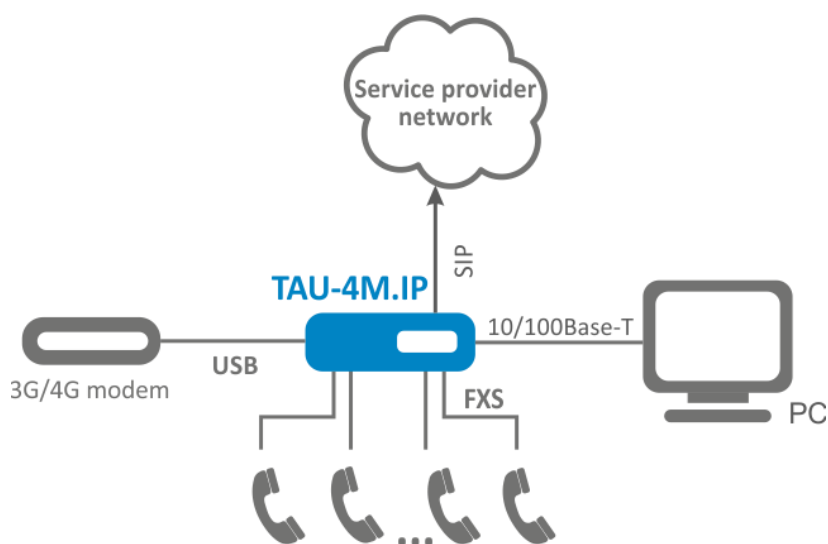 Service provider
network
SIP
TAU-4M.IP
10/100Base-T
USB
3G/4G modem
FXS
PC
...